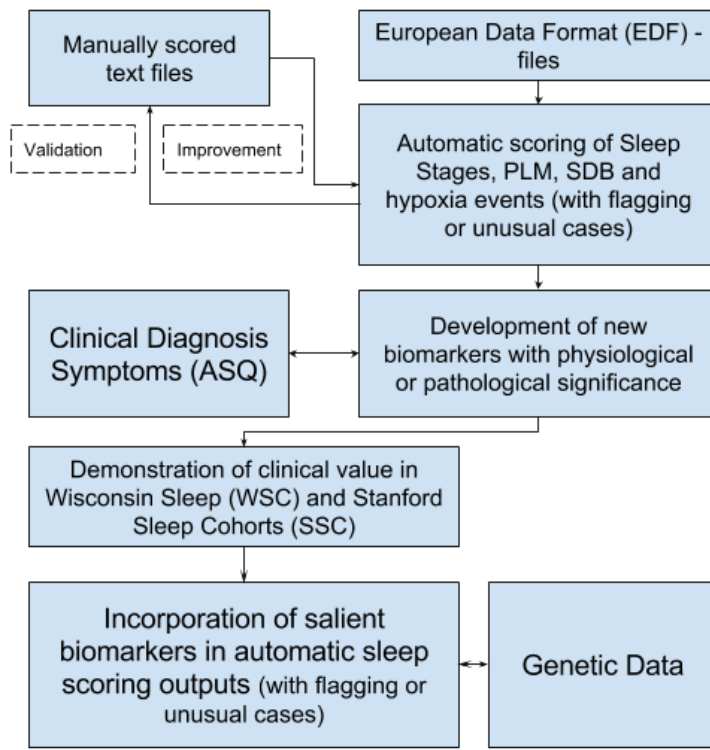 Manually scored
text files
European Data Format (EDF) -
files
Validation
Improvement
Automatic scoring of Sleep
Stages, PLM, SDB and
hypoxia events (with flagging
or unusual cases)
Clinical Diagnosis
Symptoms (ASQ)
Development of new
biomarkers with physiological
or pathological significance
Demonstration of clinical value in
Wisconsin Sleep (WSC) and Stanford
Sleep Cohorts (SSC)
Incorporation of salient
biomarkers in automatic sleep
scoring outputs (with flagging or
unusual cases)
Genetic Data